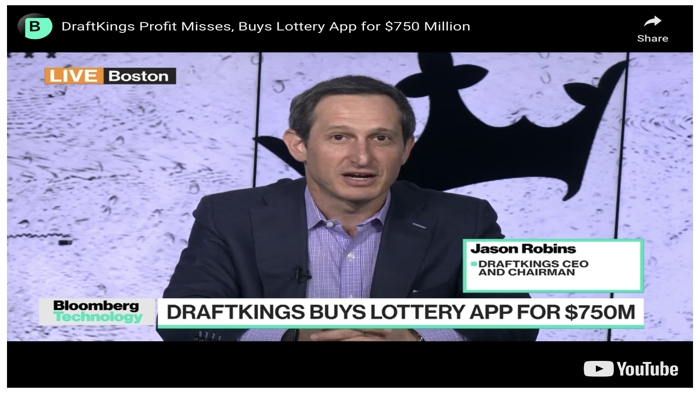 B
DraftKings Profit Misses, Buys Lottery App for $750 Million
Share
LIVE Boston
Jason Robins
DRAFTKINGS CEO
AND CHAIRMAN
Bloomberg
Technology
DRAFTKINGS BUYS LOTTERY APP FOR $750M
YouTube